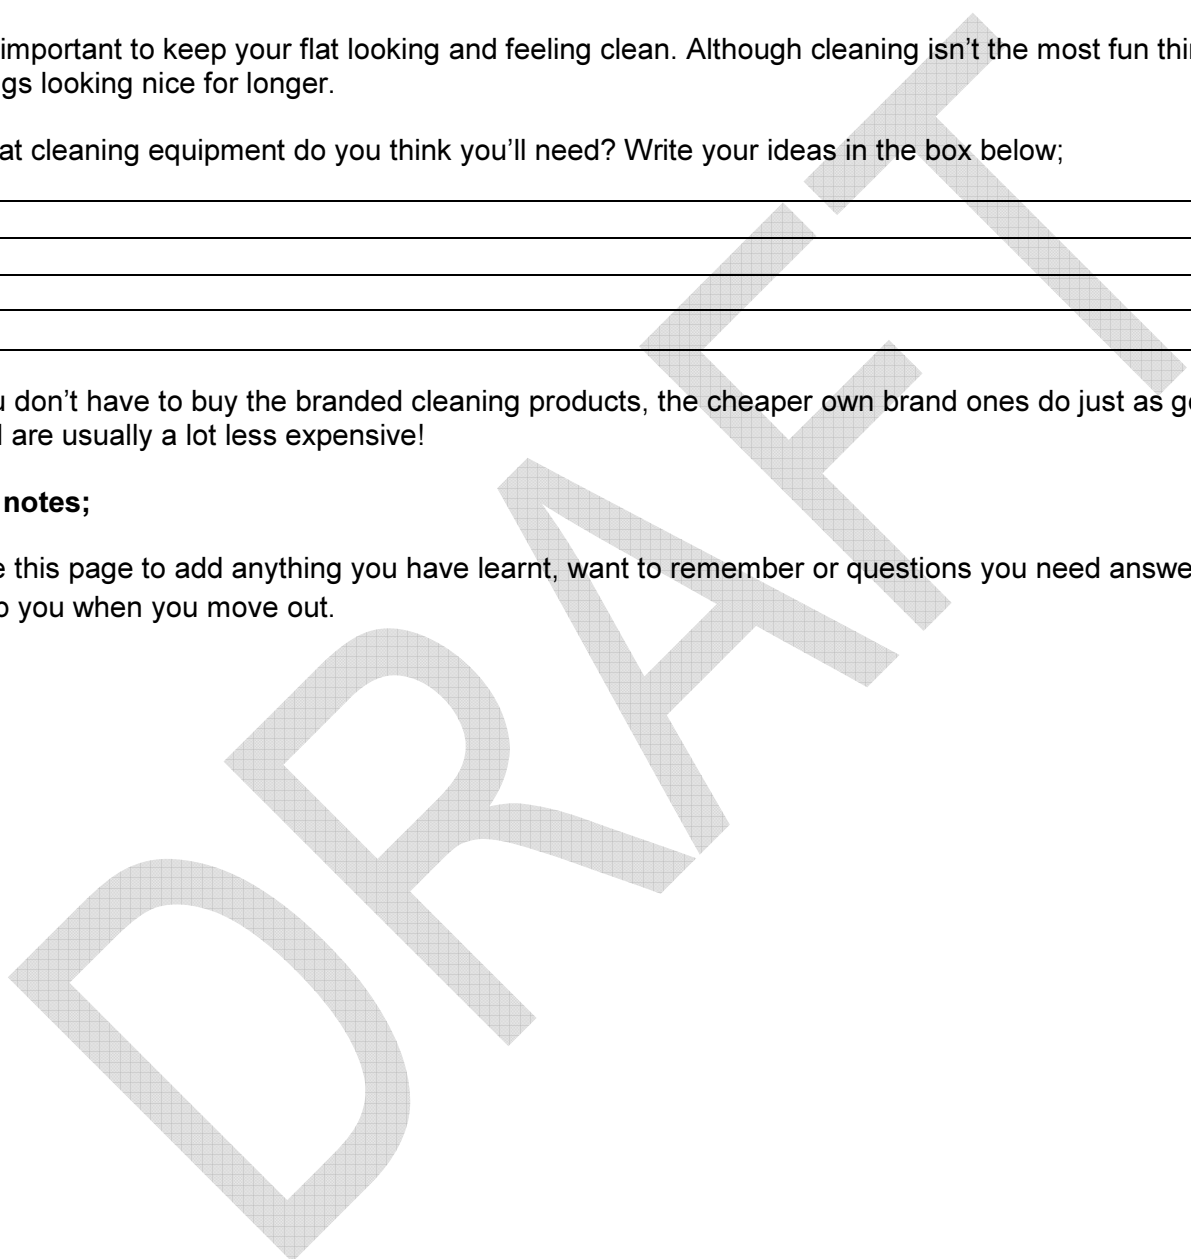 important to keep your flat looking and feeling clean. Although cleaning isn't the most fun thin
gs looking nice for longer.
at cleaning equipment do you think you'll need? Write your ideas in the box below;
u don't have to buy the branded cleaning products, the cheaper own brand ones do just as go
are usually a lot less expensive!
notes;
e this page to add anything you have learnt, want to remember or questions you need answe
o you when you move out.
DRAFT